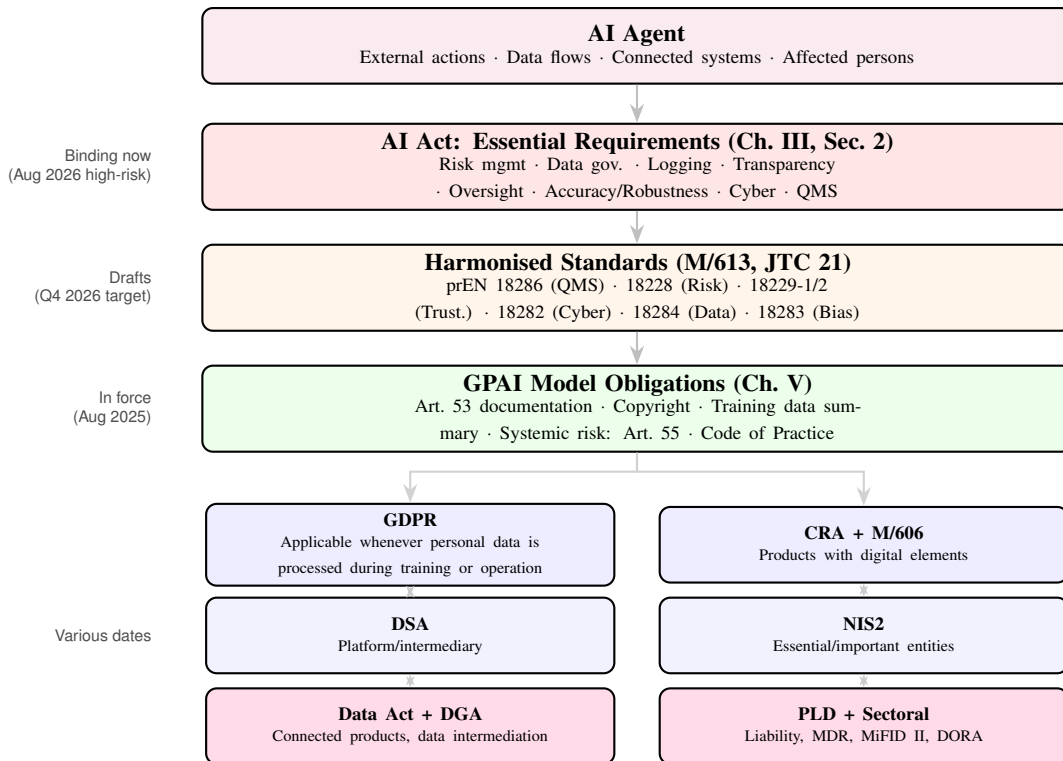 AI Agent
External actions · Data flows · Connected systems · Affected persons
Binding now
(Aug 2026 high-risk)
AI Act: Essential Requirements (Ch. III, Sec. 2)
Risk mgmt · Data gov. · Logging · Transparency
· Oversight · Accuracy/Robustness · Cyber · QMS
Drafts
(Q4 2026 target)
Harmonised Standards (M/613, JTC 21)
prEN 18286 (QMS) · 18228 (Risk) · 18229-1/2
(Trust.) · 18282 (Cyber) · 18284 (Data) · 18283 (Bias)
In force
(Aug 2025)
GPAI Model Obligations (Ch. V)
Art. 53 documentation · Copyright · Training data sum-
mary · Systemic risk: Art. 55 · Code of Practice
GDPR
Applicable whenever personal data is
processed during training or operation
CRA + M/606
Products with digital elements
Various dates
DSA
Platform/intermediary
NIS2
Essential/important entities
Data Act + DGA
Connected products, data intermediation
PLD + Sectoral
Liability, MDR, MiFID II, DORA